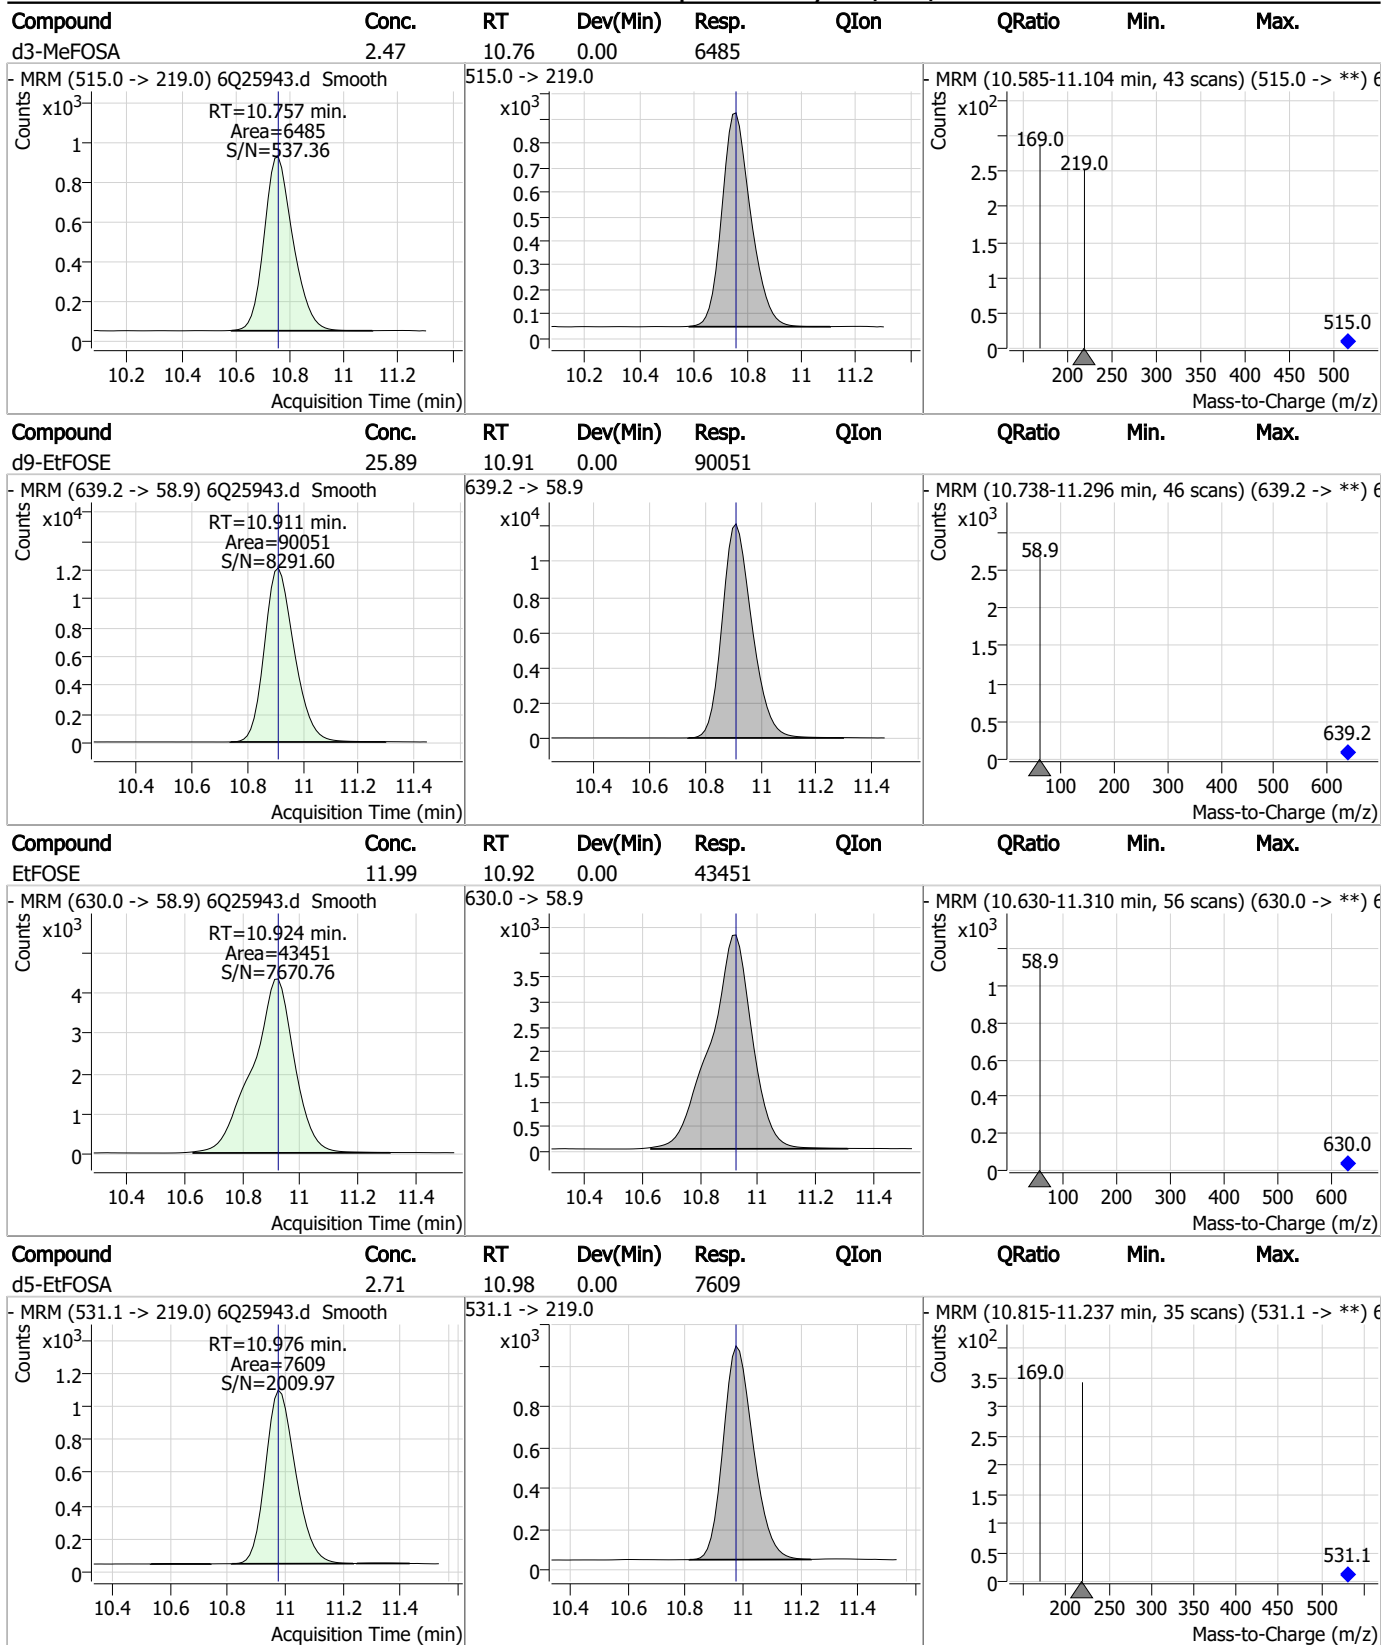 Compound Conc. RT Dev(Min) Resp. QIon QRatio Min. Max.
d3-MeFOSA 2.47 10.76 0.00 6485
- MRM (515.0 -> 219.0) 6Q25943.d Smooth 515.0 -> 219.0 - MRM (10.585-11.104 min, 43 scans) (515.0 -> **) 6
Counts x10³ RT=10.757 min. Area=6485 S/N=537.36
1
0.8
0.6
0.4
0.2
0
10.2 10.4 10.6 10.8 11 11.2
Acquisition Time (min)
x10³
0.8
0.7
0.6
0.5
0.4
0.3
0.2
0.1
0
10.2 10.4 10.6 10.8 11 11.2
Counts x10²
169.0
219.0
2.5
2
1.5
1
0.5
0
515.0
200 250 300 350 400 450 500
Mass-to-Charge (m/z)
Compound Conc. RT Dev(Min) Resp. QIon QRatio Min. Max.
d9-EtFOSE 25.89 10.91 0.00 90051
- MRM (639.2 -> 58.9) 6Q25943.d Smooth 639.2 -> 58.9 - MRM (10.738-11.296 min, 46 scans) (639.2 -> **) 6
Counts x10⁴ RT=10.911 min. Area=90051 S/N=8291.60
1.2
1
0.8
0.6
0.4
0.2
0
10.4 10.6 10.8 11 11.2 11.4
Acquisition Time (min)
x10⁴
1
0.8
0.6
0.4
0.2
0
10.4 10.6 10.8 11 11.2 11.4
Counts x10³
58.9
2.5
2
1.5
1
0.5
0
639.2
100 200 300 400 500 600
Mass-to-Charge (m/z)
Compound Conc. RT Dev(Min) Resp. QIon QRatio Min. Max.
EtFOSE 11.99 10.92 0.00 43451
- MRM (630.0 -> 58.9) 6Q25943.d Smooth 630.0 -> 58.9 - MRM (10.630-11.310 min, 56 scans) (630.0 -> **) 6
Counts x10³ RT=10.924 min. Area=43451 S/N=7670.76
4
3
2
1
0
10.4 10.6 10.8 11 11.2 11.4
Acquisition Time (min)
x10³
3.5
3
2.5
2
1.5
1
0.5
0
10.4 10.6 10.8 11 11.2 11.4
Counts x10³
58.9
1
0.8
0.6
0.4
0.2
0
630.0
100 200 300 400 500 600
Mass-to-Charge (m/z)
Compound Conc. RT Dev(Min) Resp. QIon QRatio Min. Max.
d5-EtFOSA 2.71 10.98 0.00 7609
- MRM (531.1 -> 219.0) 6Q25943.d Smooth 531.1 -> 219.0 - MRM (10.815-11.237 min, 35 scans) (531.1 -> **) 6
Counts x10³ RT=10.976 min. Area=7609 S/N=2009.97
1.2
1
0.8
0.6
0.4
0.2
0
10.4 10.6 10.8 11 11.2 11.4
Acquisition Time (min)
x10³
0.8
0.6
0.4
0.2
0
10.4 10.6 10.8 11 11.2 11.4
Counts x10²
169.0
3.5
3
2.5
2
1.5
1
0.5
0
531.1
200 250 300 350 400 450 500
Mass-to-Charge (m/z)